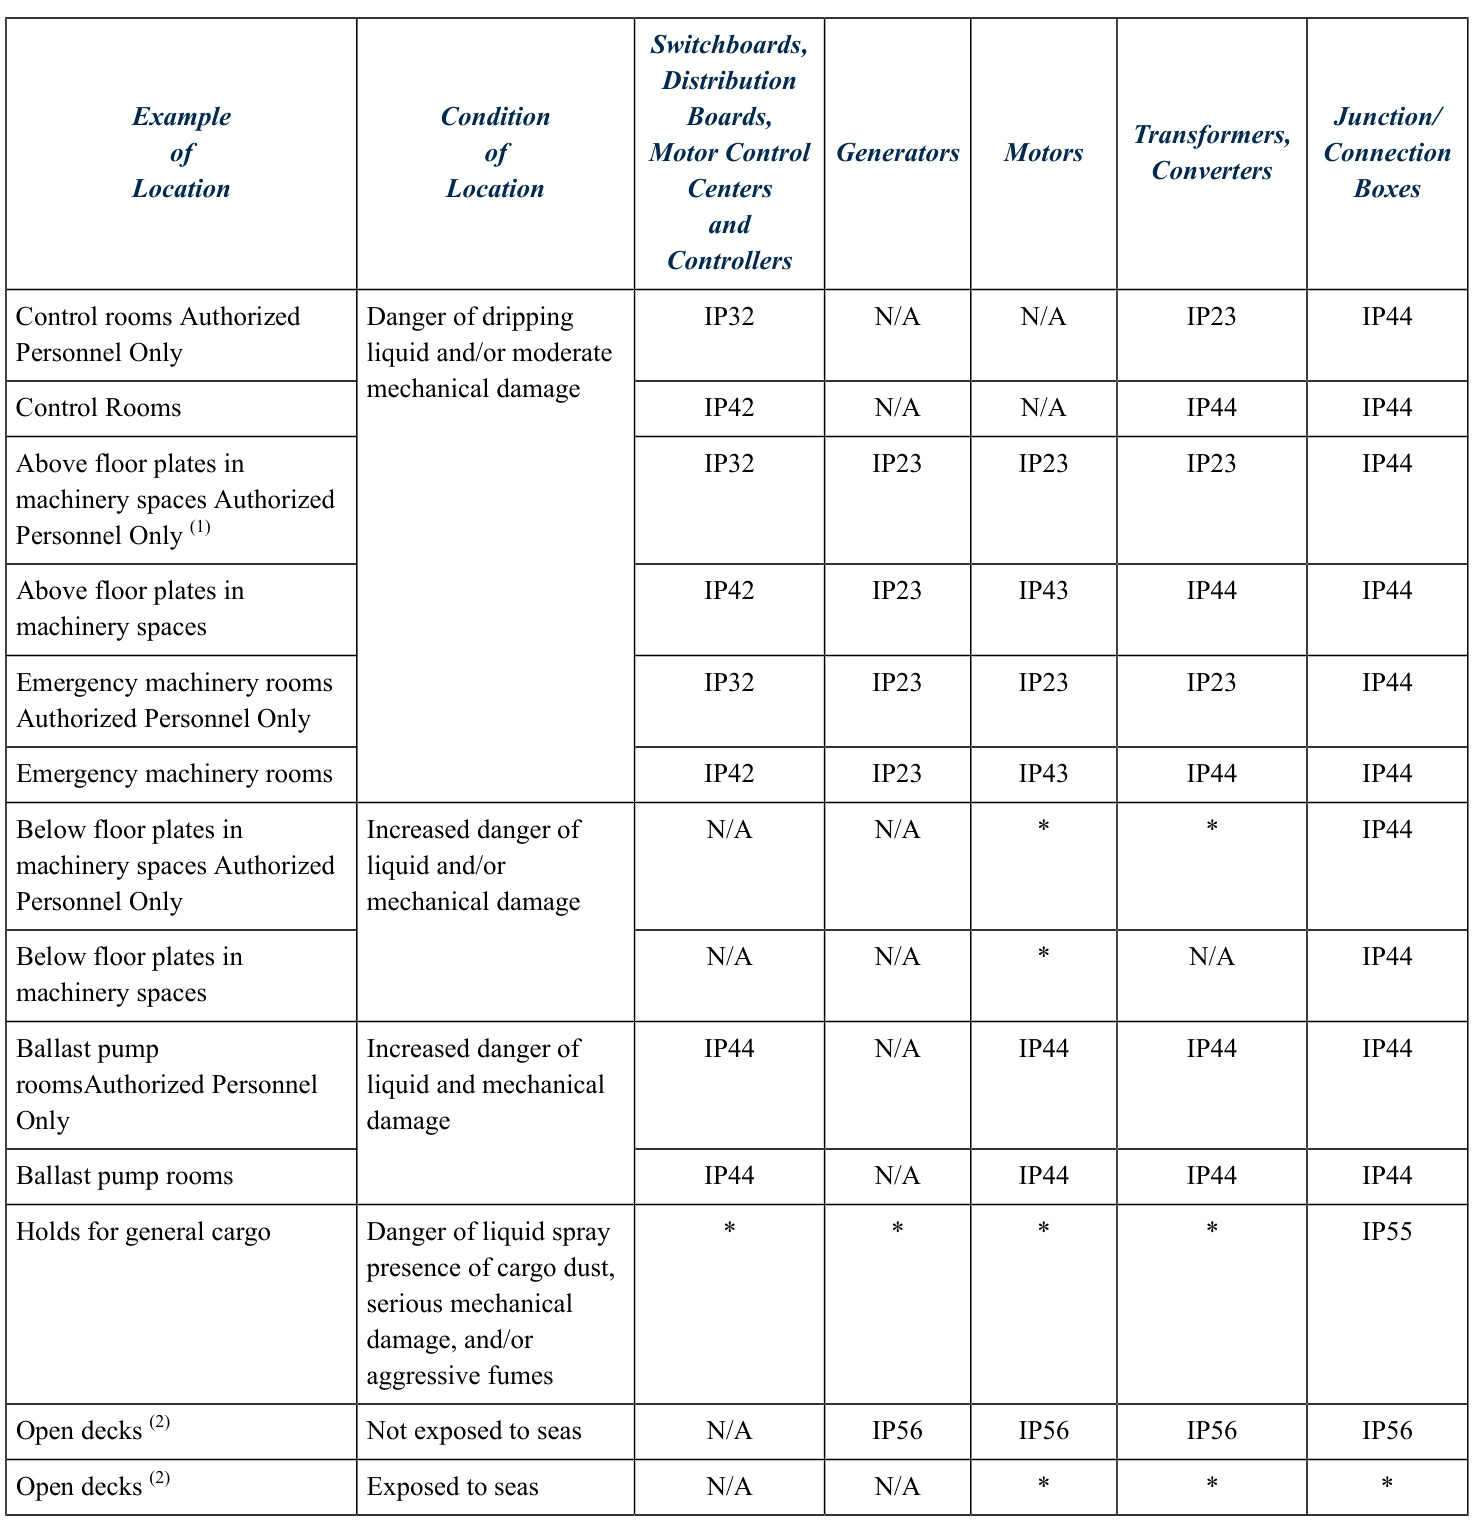 Example
of
Location
Condition
of
Location
Switchboards,
Distribution
Boards,
Motor Control
Centers
and
Controllers
Generators
Motors
Transformers,
Converters
Junction/
Connection
Boxes
Control rooms Authorized
Personnel Only
Danger of dripping
liquid and/or moderate
mechanical damage
IP32
N/A
N/A
IP23
IP44
Control Rooms
IP42
N/A
N/A
IP44
IP44
Above floor plates in
machinery spaces Authorized
Personnel Only (1)
IP32
IP23
IP23
IP23
IP44
Above floor plates in
machinery spaces
IP42
IP23
IP43
IP44
IP44
Emergency machinery rooms
Authorized Personnel Only
IP32
IP23
IP23
IP23
IP44
Emergency machinery rooms
IP42
IP23
IP43
IP44
IP44
Below floor plates in
machinery spaces Authorized
Personnel Only
Increased danger of
liquid and/or
mechanical damage
N/A
N/A
*
*
IP44
Below floor plates in
machinery spaces
N/A
N/A
*
N/A
IP44
Ballast pump
roomsAuthorized Personnel
Only
Increased danger of
liquid and mechanical
damage
IP44
N/A
IP44
IP44
IP44
Ballast pump rooms
IP44
N/A
IP44
IP44
IP44
Holds for general cargo
Danger of liquid spray
presence of cargo dust,
serious mechanical
damage, and/or
aggressive fumes
*
*
*
*
IP55
Open decks (2)
Not exposed to seas
N/A
IP56
IP56
IP56
IP56
Open decks (2)
Exposed to seas
N/A
N/A
*
*
*